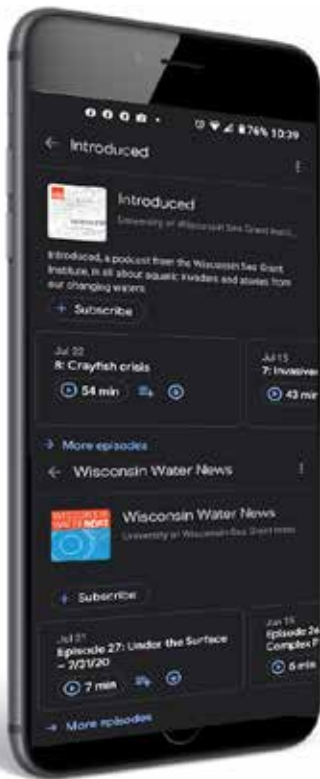 76% 10:39
Introduced
Introduced
University of Wisconsin Sea Grant Insti...
Introduced, a podcast from the Wisconsin Sea Grant
Institute, is all about aquatic invaders and stories from
our changing waters.
+ Subscribe
Jul 22
8: Crayfish crisis
54 min
Jul 15
7: Invasive
43 min
→ More episodes
Wisconsin Water News
WISCONSIN
WATER NEWS
Wisconsin Water News
University of Wisconsin Sea Grant Instit
+ Subscribe
Jul 21
Episode 27: Under the Surface
– 7/21/20
7 min
Episode 26
Complex P
6 min
→ More episodes